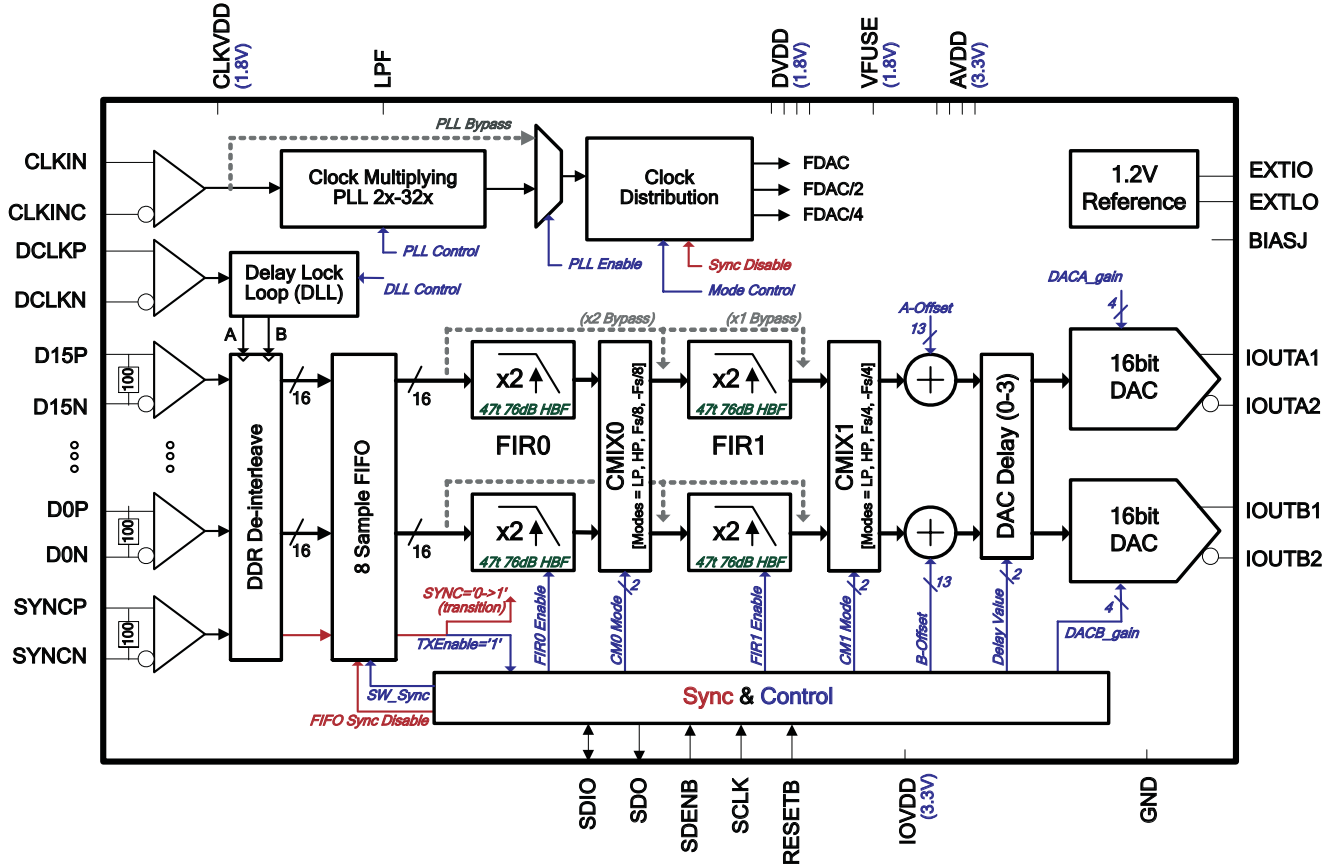 CLKVDD
(1.8V)
LPF
DVDD
(1.8V)
VFUSE
(1.8V)
AVDD
(3.3V)
CLKIN
CLKINC
DCLKP
DCLKN
D15P
D15N
D0P
D0N
SYNCP
SYNCN
100
100
100
PLL Bypass
Clock Multiplying
PLL 2x-32x
PLL Control
PLL Enable
Clock
Distribution
FDAC
FDAC/2
FDAC/4
Sync Disable
Mode Control
1.2V
Reference
EXTIO
EXTLO
BIASJ
Delay Lock
Loop (DLL)
DLL Control
A
B
DDR De-interleave
16
16
8 Sample FIFO
16
16
(x2 Bypass)
(x1 Bypass)
x2
47t 76dB HBF
FIR0
x2
47t 76dB HBF
CMIX0
[Modes = LP, HP, Fs/8, -Fs/8]
x2
47t 76dB HBF
FIR1
x2
47t 76dB HBF
CMIX1
[Modes = LP, HP, Fs/4, -Fs/4]
A-Offset
13
13
B-Offset
DAC Delay (0-3)
DACA_gain
4
16bit
DAC
IOUTA1
IOUTA2
16bit
DAC
IOUTB1
IOUTB2
4
DACB_gain
SYNC='0->1'
(transition)
TXEnable='1'
FIR0 Enable
CM0 Mode
2
FIR1 Enable
CM1 Mode
2
Delay Value
2
SW_Sync
FIFO Sync Disable
Sync & Control
SDIO
SDO
SDENB
SCLK
RESETB
IOVDD
(3.3V)
GND